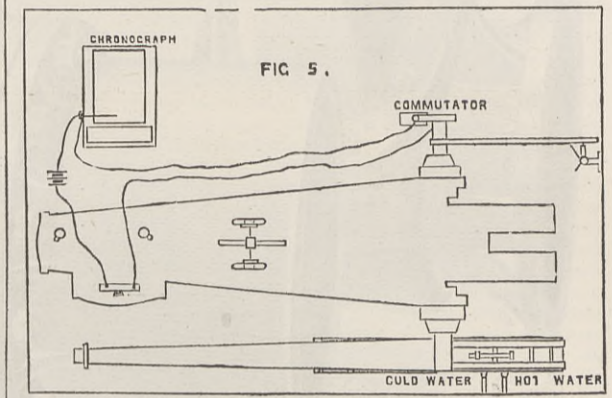 CHRONOGRAPH
FIG 5.
COMMUTATOR
CULD WATER HOT WATER